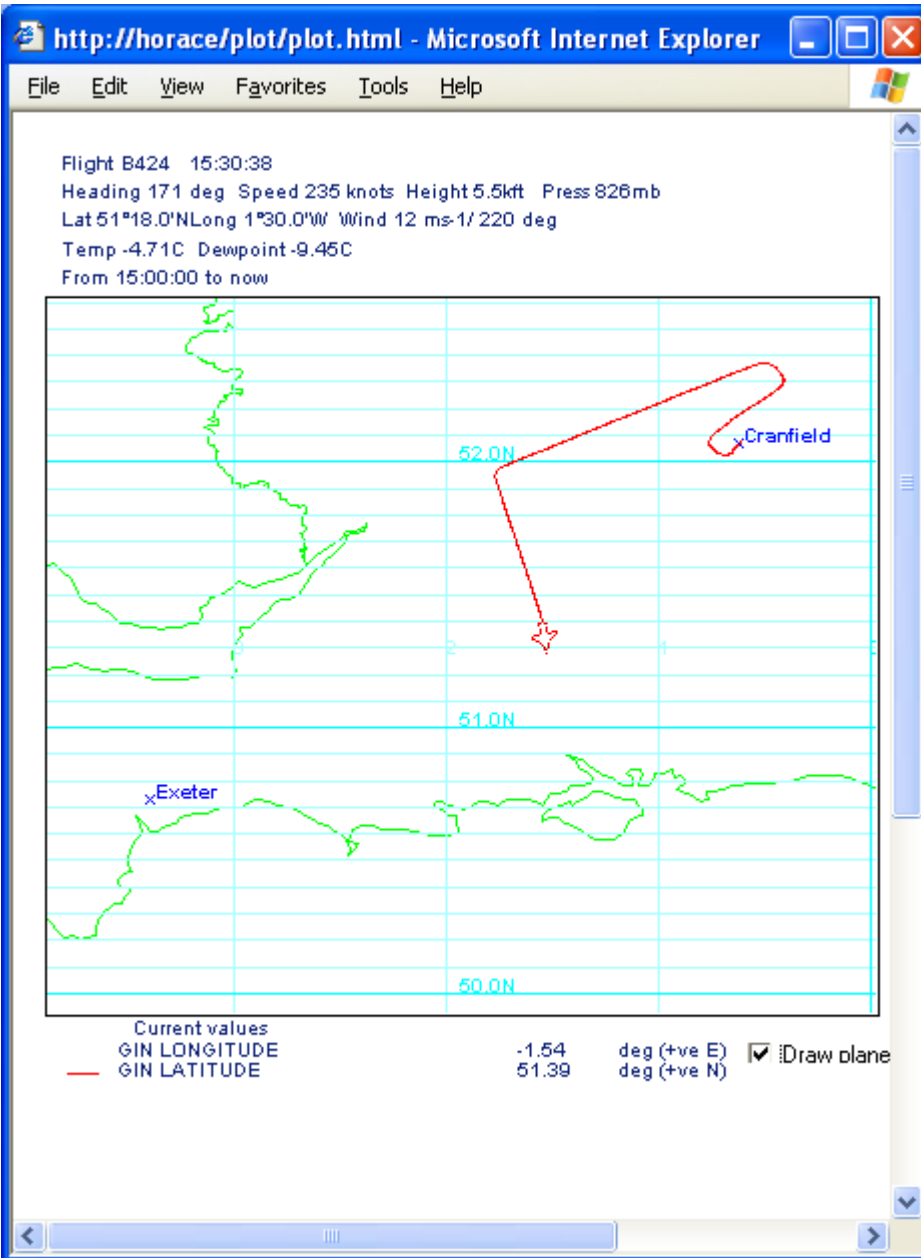 http://horace/plot/plot.html - Microsoft Internet Explorer
File Edit View Favorites Tools Help
Flight B424 15:30:38
Heading 171 deg Speed 235 knots Height 5.5kft Press 826mb
Lat 51°18.0'NLong 1°30.0'W Wind 12 ms-1/ 220 deg
Temp -4.71C Dewpoint -9.45C
From 15:00:00 to now
Cranfield
52.0N
2
4
51.0N
Exeter
50.0N
Current values
GIN LONGITUDE -1.54 deg (+ve E)
GIN LATITUDE 51.39 deg (+ve N)
Draw plane